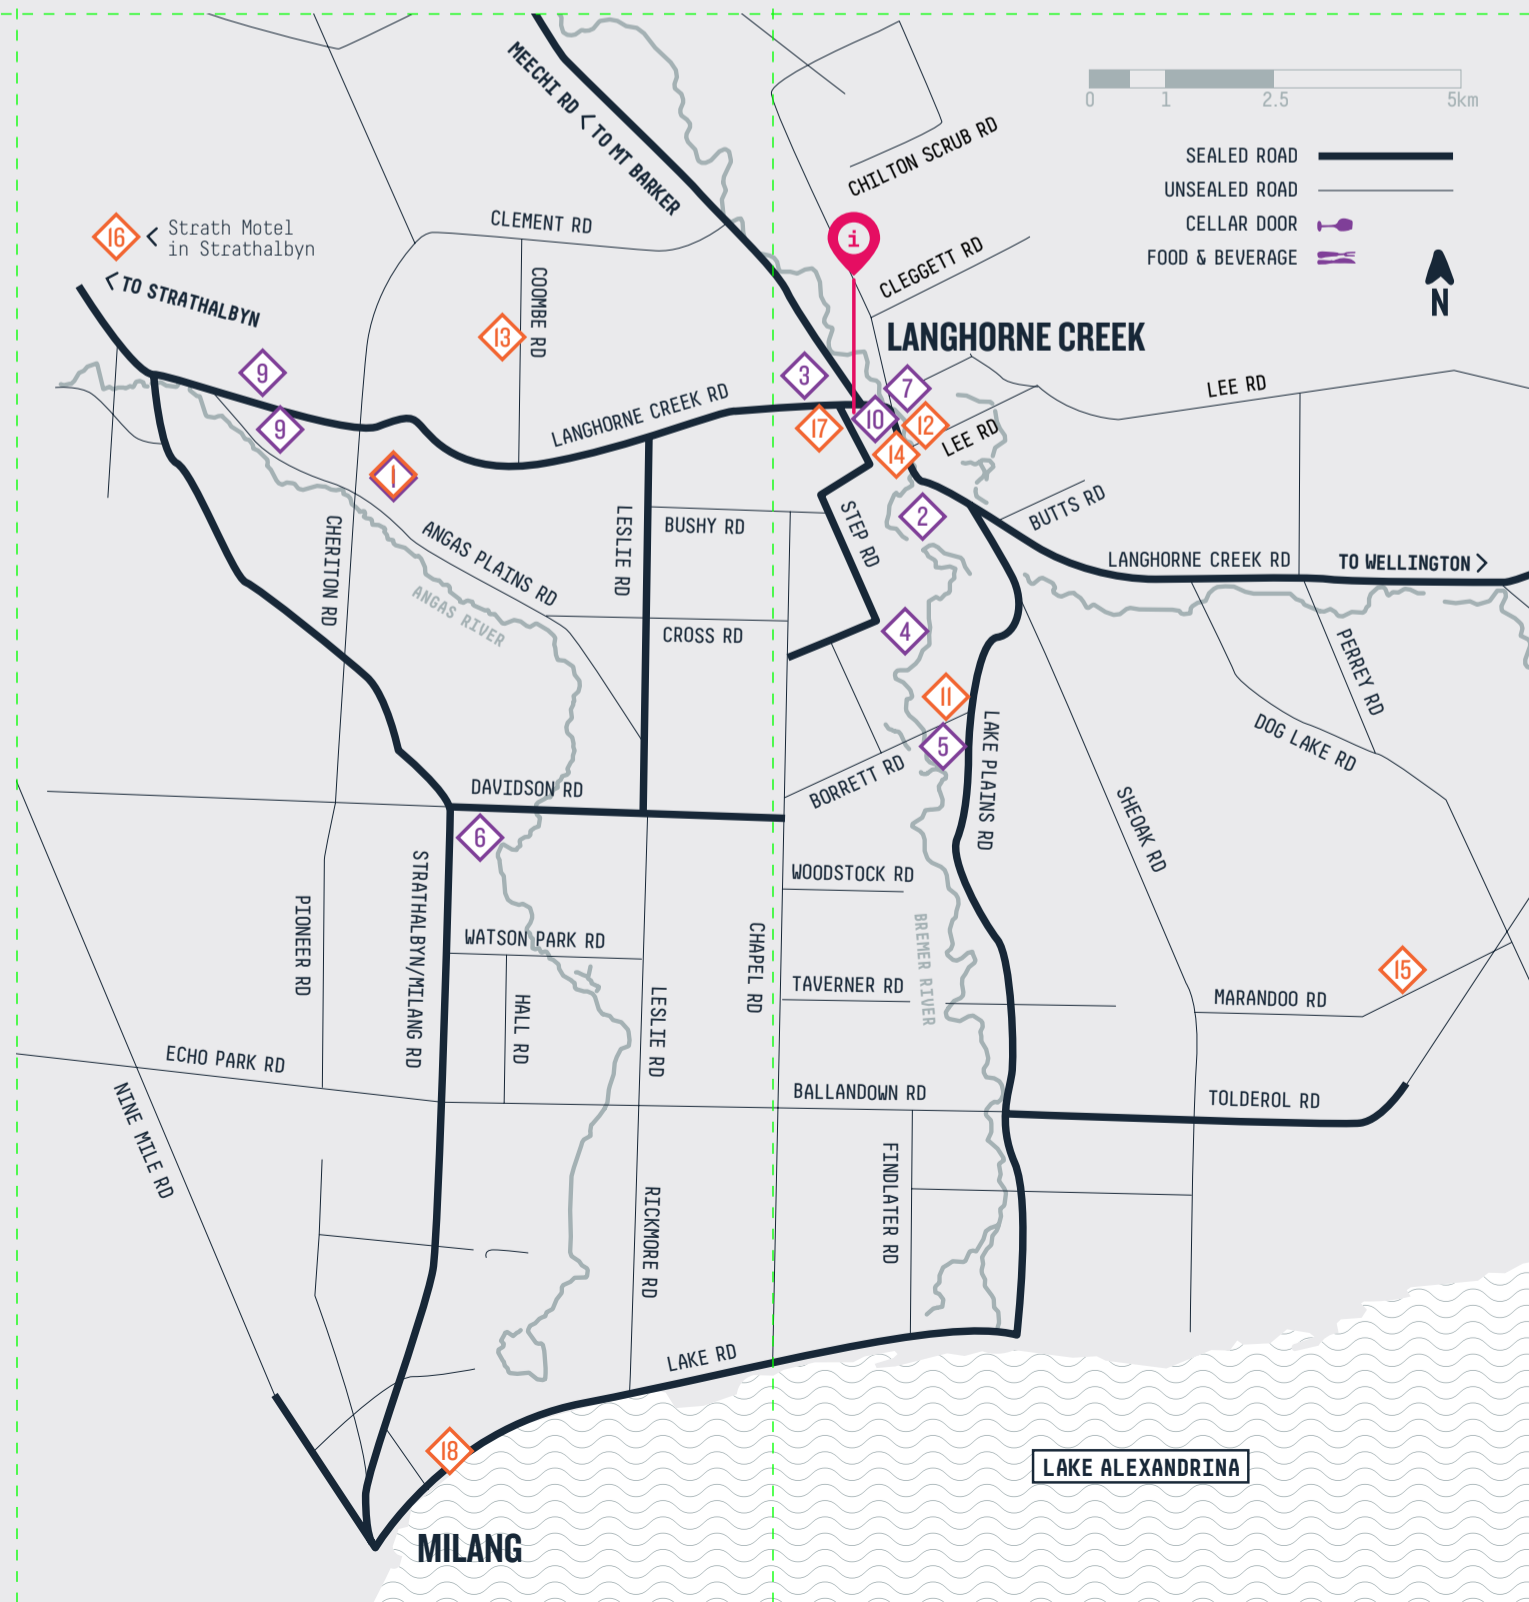 MEECHI RD < TO MT BARKER
CHILTON SCRUB RD
0 1 2.5 5km
SEALED ROAD
UNSEALED ROAD
CELLAR DOOR
FOOD & BEVERAGE
N
16 < Strath Motel
in Strathalbyn
< TO STRATHALBYN
CLEMENT RD
COOMBE RD
13
i
CLEGGETT RD
LANGHORNE CREEK
9
9
1
3
7
10
17
12
14
2
LANGHORNE CREEK RD
LEE RD
LEE RD
BUTTS RD
LANGHORNE CREEK RD
TO WELLINGTON >
CHERITON RD
ANGAS PLAINS RD
ANGAS RIVER
LESLIE RD
BUSHY RD
STEP RD
CROSS RD
4
11
5
PERREY RD
DOG LAKE RD
DAVIDSON RD
6
BORRETT RD
LAKE PLAINS RD
SHEOAK RD
WOODSTOCK RD
STRATHALBYN/MILANG RD
PIONEER RD
WATSON PARK RD
HALL RD
LESLIE RD
CHAPEL RD
TAVERNER RD
BREMER RIVER
15
MARANDOO RD
ECHO PARK RD
NINE MILE RD
BALLANDOWN RD
TOLDEROL RD
FINDLATER RD
RICKMORE RD
LAKE RD
18
MILANG
LAKE ALEXANDRINA